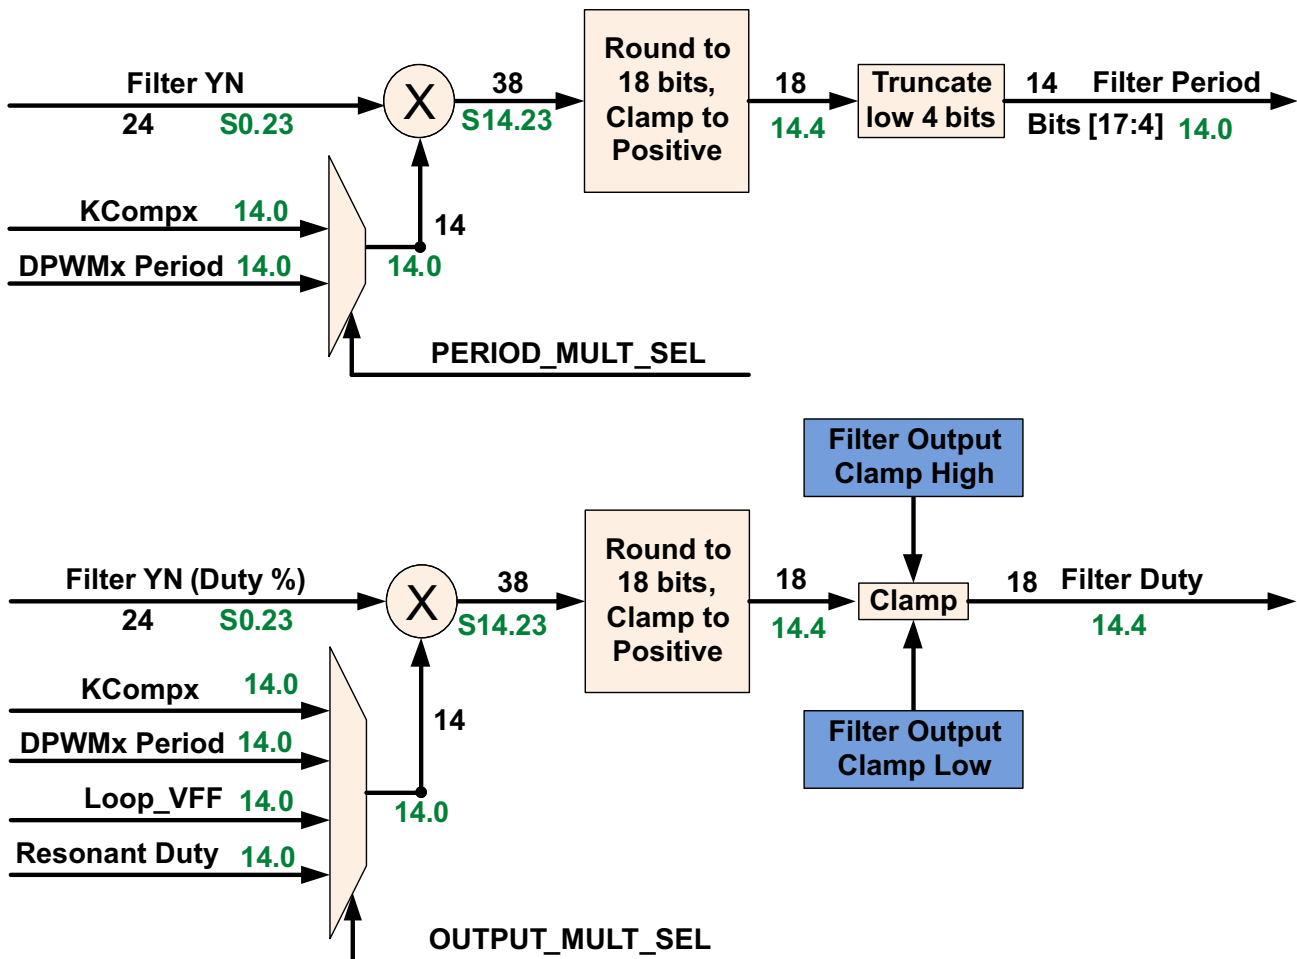 Filter YN
24 S0.23
X
38
S14.23
Round to
18 bits,
Clamp to
Positive
18
14.4
Truncate
low 4 bits
14 Filter Period
Bits [17:4] 14.0
KCompx 14.0
DPWMx Period 14.0
14
14.0
PERIOD_MULT_SEL
Filter Output
Clamp High
Filter YN (Duty %)
24 S0.23
X
38
S14.23
Round to
18 bits,
Clamp to
Positive
18
14.4
Clamp
18 Filter Duty
14.4
KCompx 14.0
DPWMx Period 14.0
Loop_VFF 14.0
Resonant Duty 14.0
14
14.0
Filter Output
Clamp Low
OUTPUT_MULT_SEL